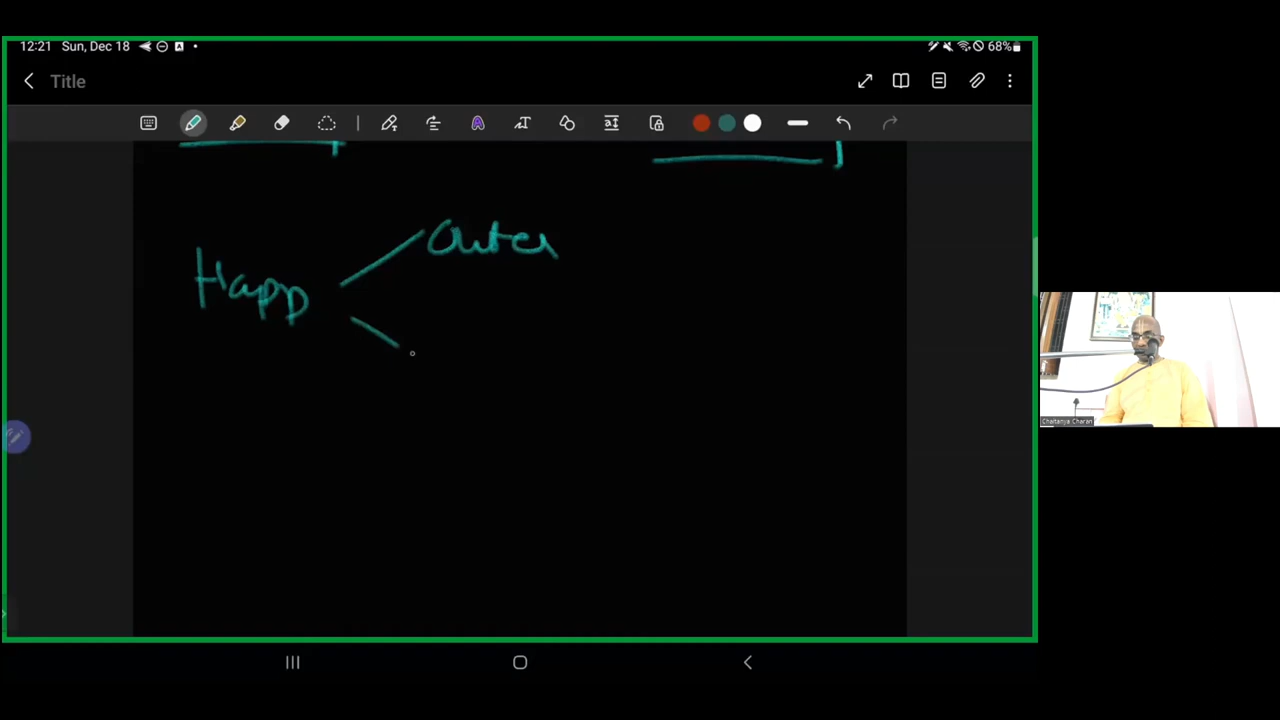 12:21 Sun, Dec 18
68%
Title
Outer
Happ
Chaitanya Charan